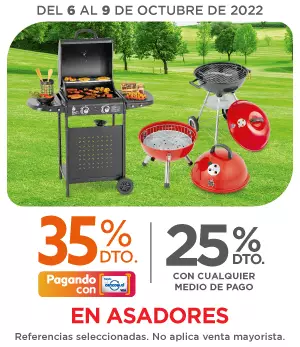 DEL 6 AL 9 DE OCTUBRE DE 2022
35% DTO.
Pagando con
cencosud
25% DTO.
CON CUALQUIER
MEDIO DE PAGO
EN ASADORES
Referencias seleccionadas. No aplica venta mayorista.